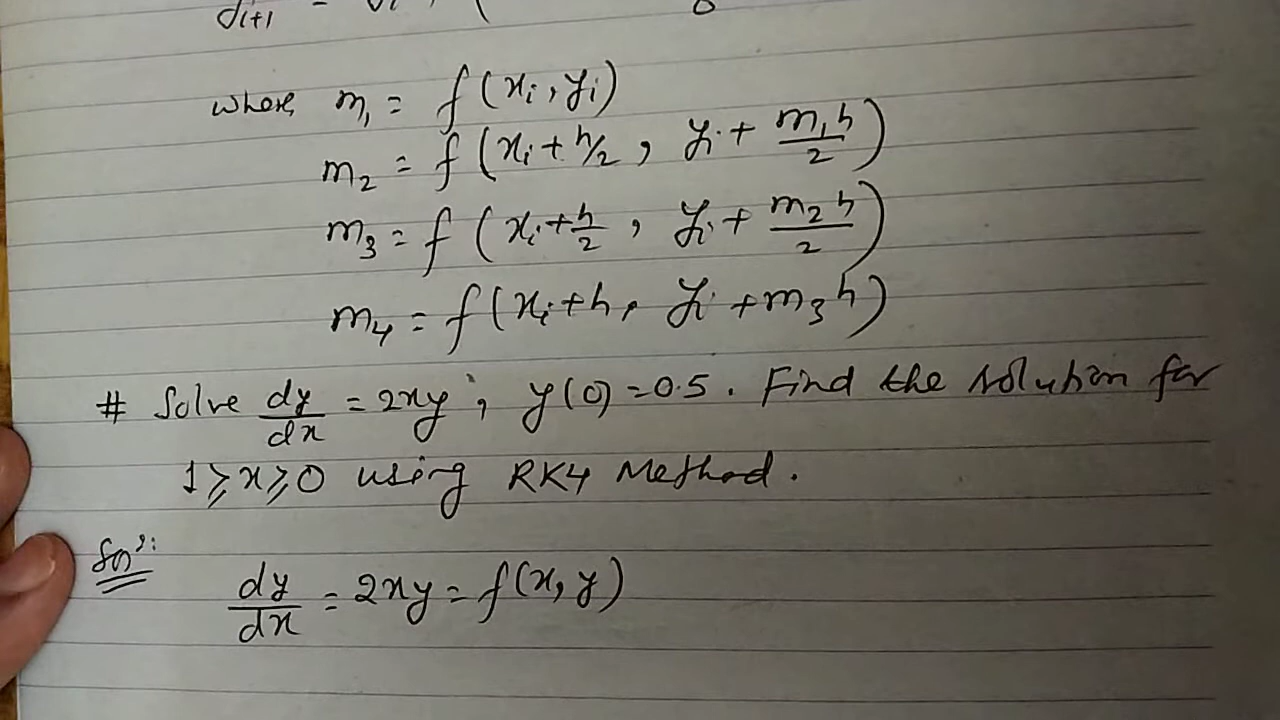 where, m₁ = f(xᵢ, yᵢ)
m₂ = f(xᵢ + h/2, yᵢ + m₁h/2)
m₃ = f(xᵢ + h/2, yᵢ + m₂h/2)
m₄ = f(xᵢ + h, yᵢ + m₃h)
# Solve dy/dx = 2xy, y(0) = 0.5. Find the solution for
1 ≥ x ≥ 0 using RK4 Method.
Solⁿ:
dy/dx = 2xy = f(x, y)